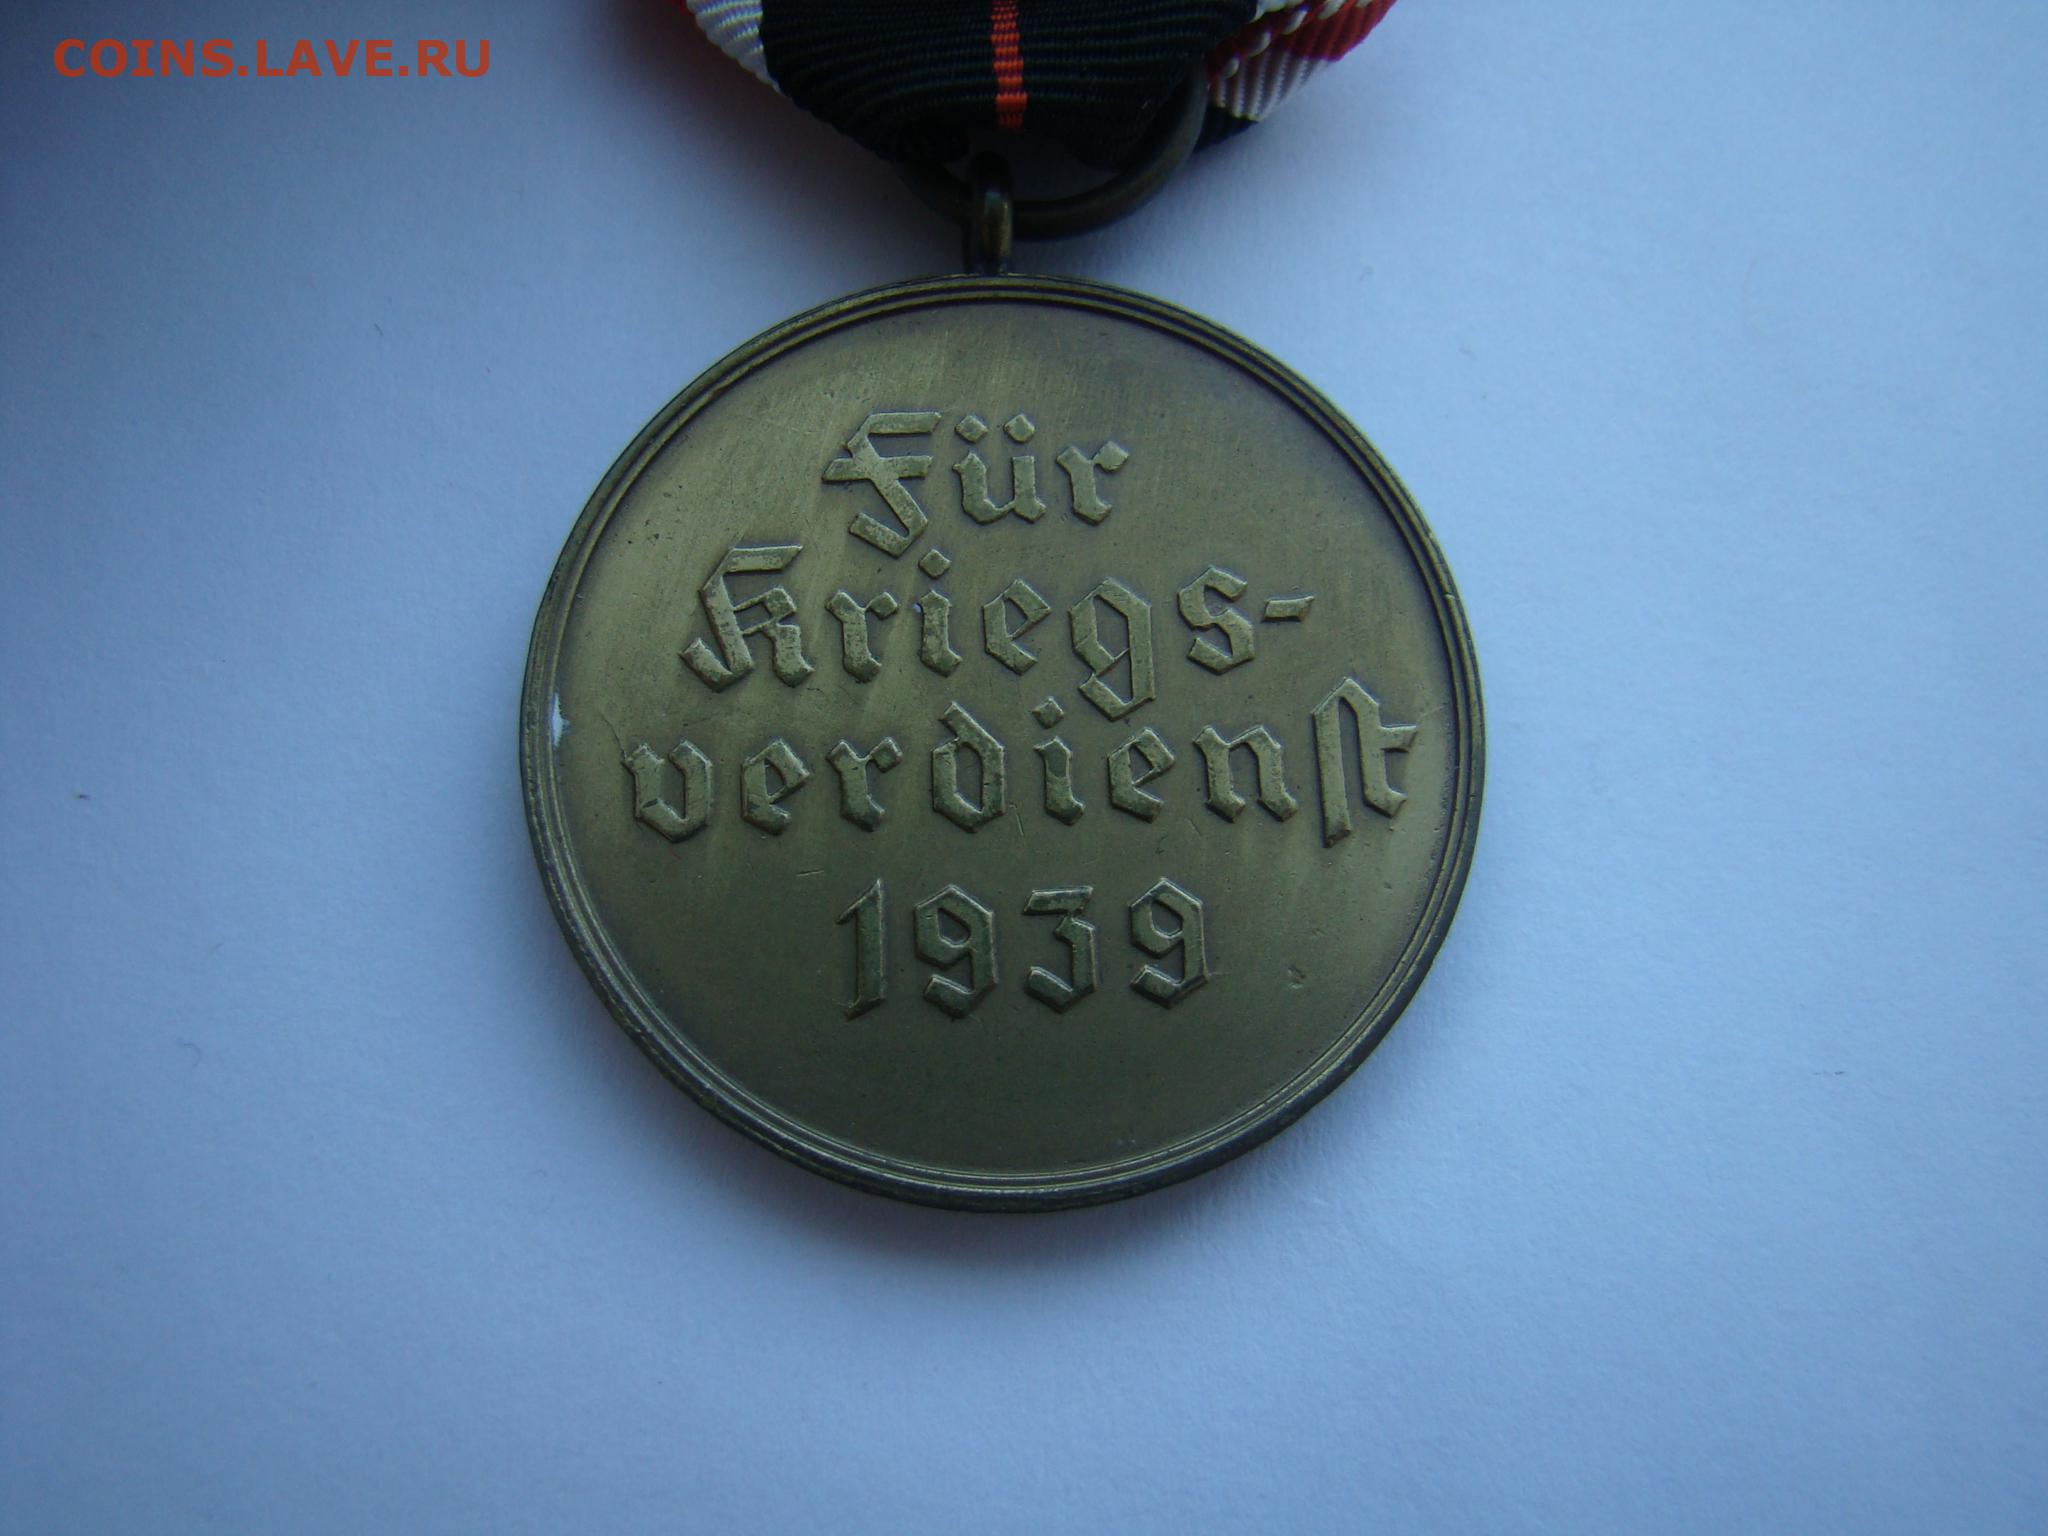 COINS.LAVE.RU
Für
Kriegs-
verdienst
1939